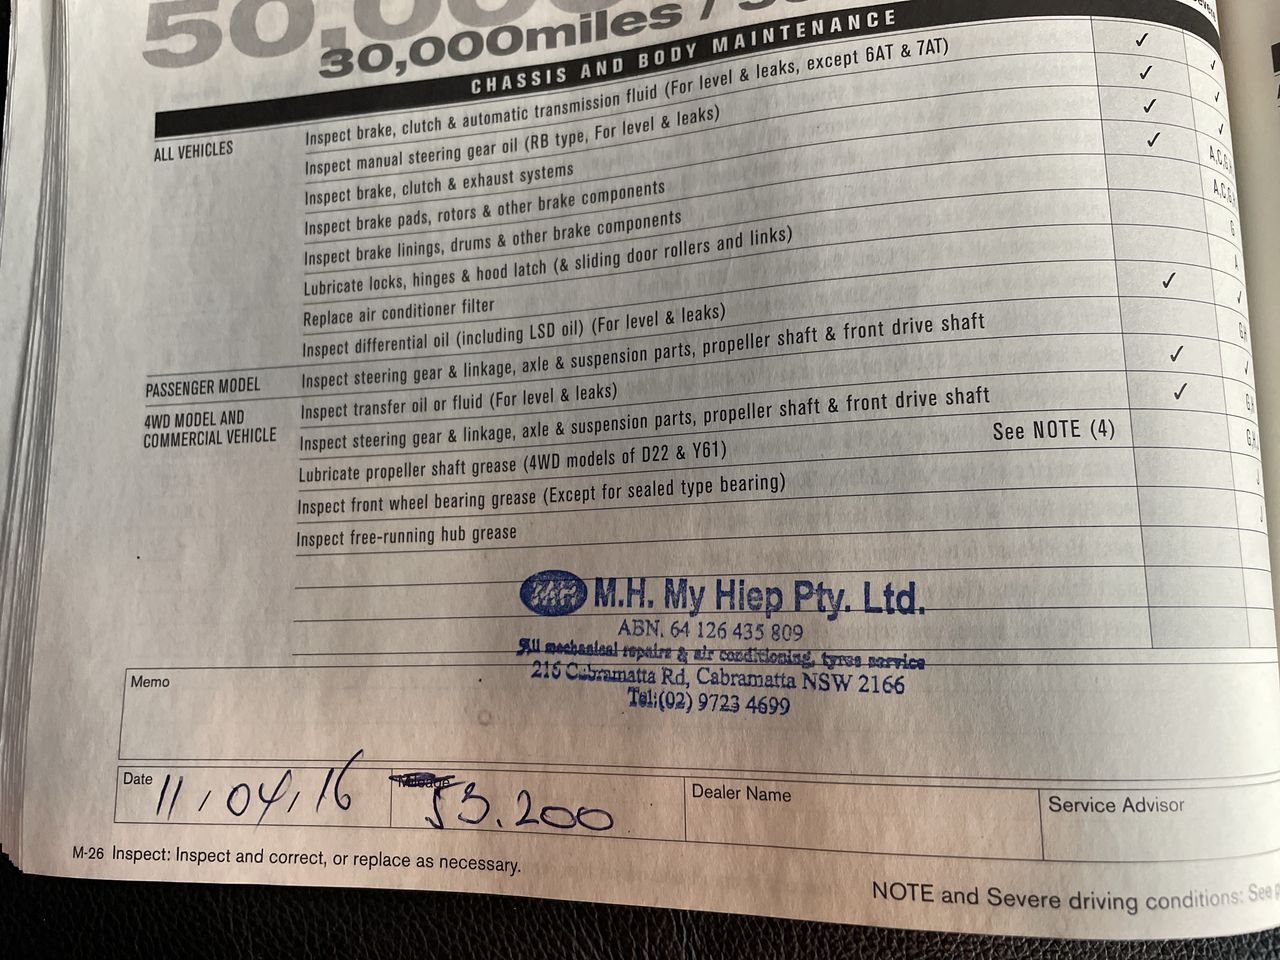 50,00
30,000miles /
CHASSIS AND BODY MAINTENANCE
ALL VEHICLES
Inspect brake, clutch & automatic transmission fluid (For level & leaks, except 6AT & 7AT) ✓ ✓
Inspect manual steering gear oil (RB type, For level & leaks) ✓ ✓
Inspect brake, clutch & exhaust systems ✓ ✓
Inspect brake pads, rotors & other brake components ✓ A,C,G,
Inspect brake linings, drums & other brake components A,C,G,
Lubricate locks, hinges & hood latch (& sliding door rollers and links) G
Replace air conditioner filter A
Inspect differential oil (including LSD oil) (For level & leaks) ✓ ✓
PASSENGER MODEL
Inspect steering gear & linkage, axle & suspension parts, propeller shaft & front drive shaft
4WD MODEL AND
COMMERCIAL VEHICLE
Inspect transfer oil or fluid (For level & leaks) ✓ ✓
Inspect steering gear & linkage, axle & suspension parts, propeller shaft & front drive shaft ✓
Lubricate propeller shaft grease (4WD models of D22 & Y61) See NOTE (4)
Inspect front wheel bearing grease (Except for sealed type bearing)
Inspect free-running hub grease
M.H. My Hiep Pty. Ltd.
ABN. 64 126 435 809
All mechanical repairs & air conditioning, tyres service
216 Cabramatta Rd, Cabramatta NSW 2166
Tel:(02) 9723 4699
Memo
Date 11/04/16
Mileage 53.200
Dealer Name
Service Advisor
M-26 Inspect: Inspect and correct, or replace as necessary.
NOTE and Severe driving conditions: See